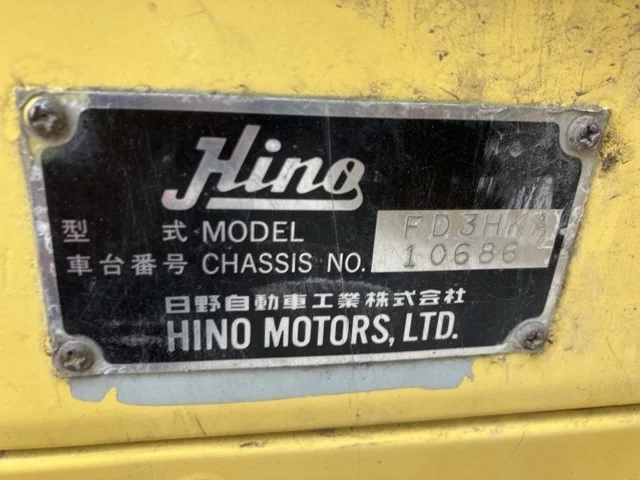 Hino
型 式 MODEL FD3HKA
車台番号 CHASSIS NO. 10686
日野自動車工業株式会社
HINO MOTORS, LTD.